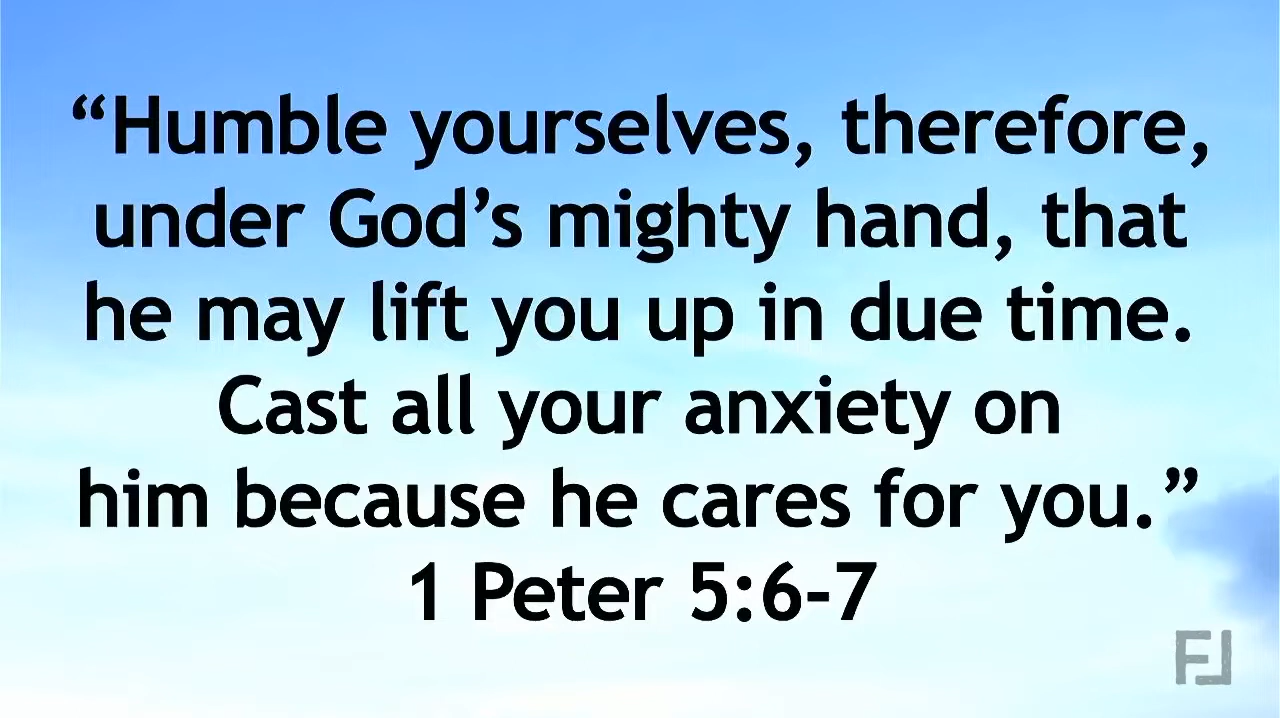 “Humble yourselves, therefore,
under God’s mighty hand, that
he may lift you up in due time.
Cast all your anxiety on
him because he cares for you.”
1 Peter 5:6-7
FL